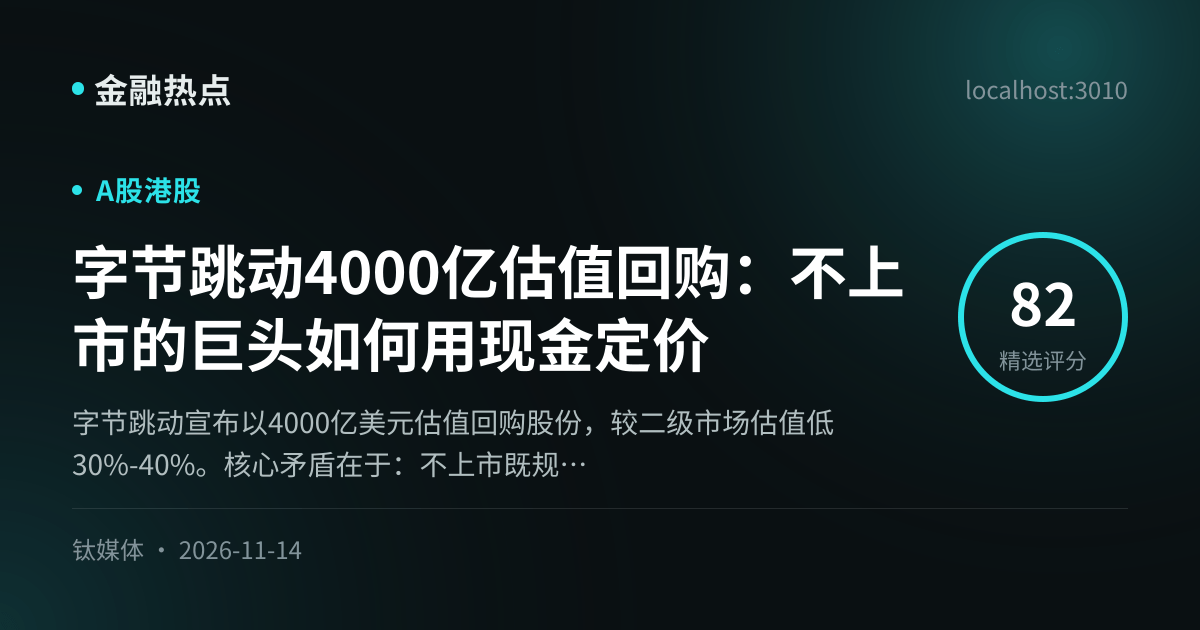 金融热点
localhost:3010
A股港股
字节跳动4000亿估值回购：不上
市的巨头如何用现金定价
82
精选评分
字节跳动宣布以4000亿美元估值回购股份，较二级市场估值低
30%-40%。核心矛盾在于：不上市既规…
钛媒体 · 2026-11-14